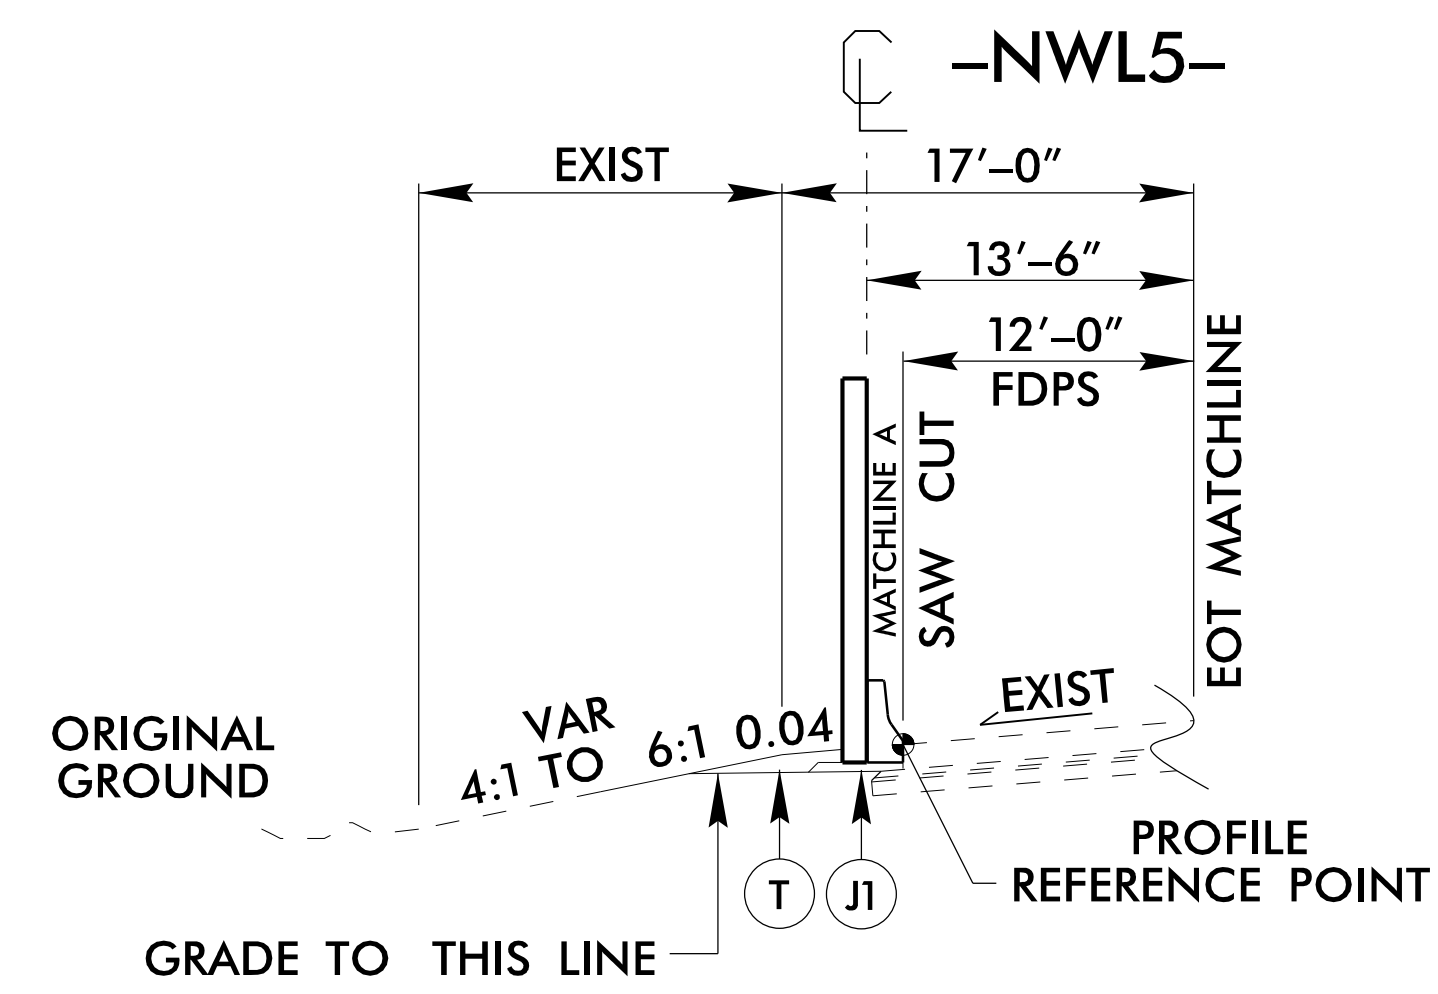 ℄ –NWL5–
EXIST
17'–0"
13'–6"
12'–0"
FDPS
MATCHLINE A
SAW CUT
EOT MATCHLINE
EXIST
ORIGINAL
GROUND
VAR
4:1 TO 6:1
0.04
T
J1
PROFILE
REFERENCE POINT
GRADE TO THIS LINE